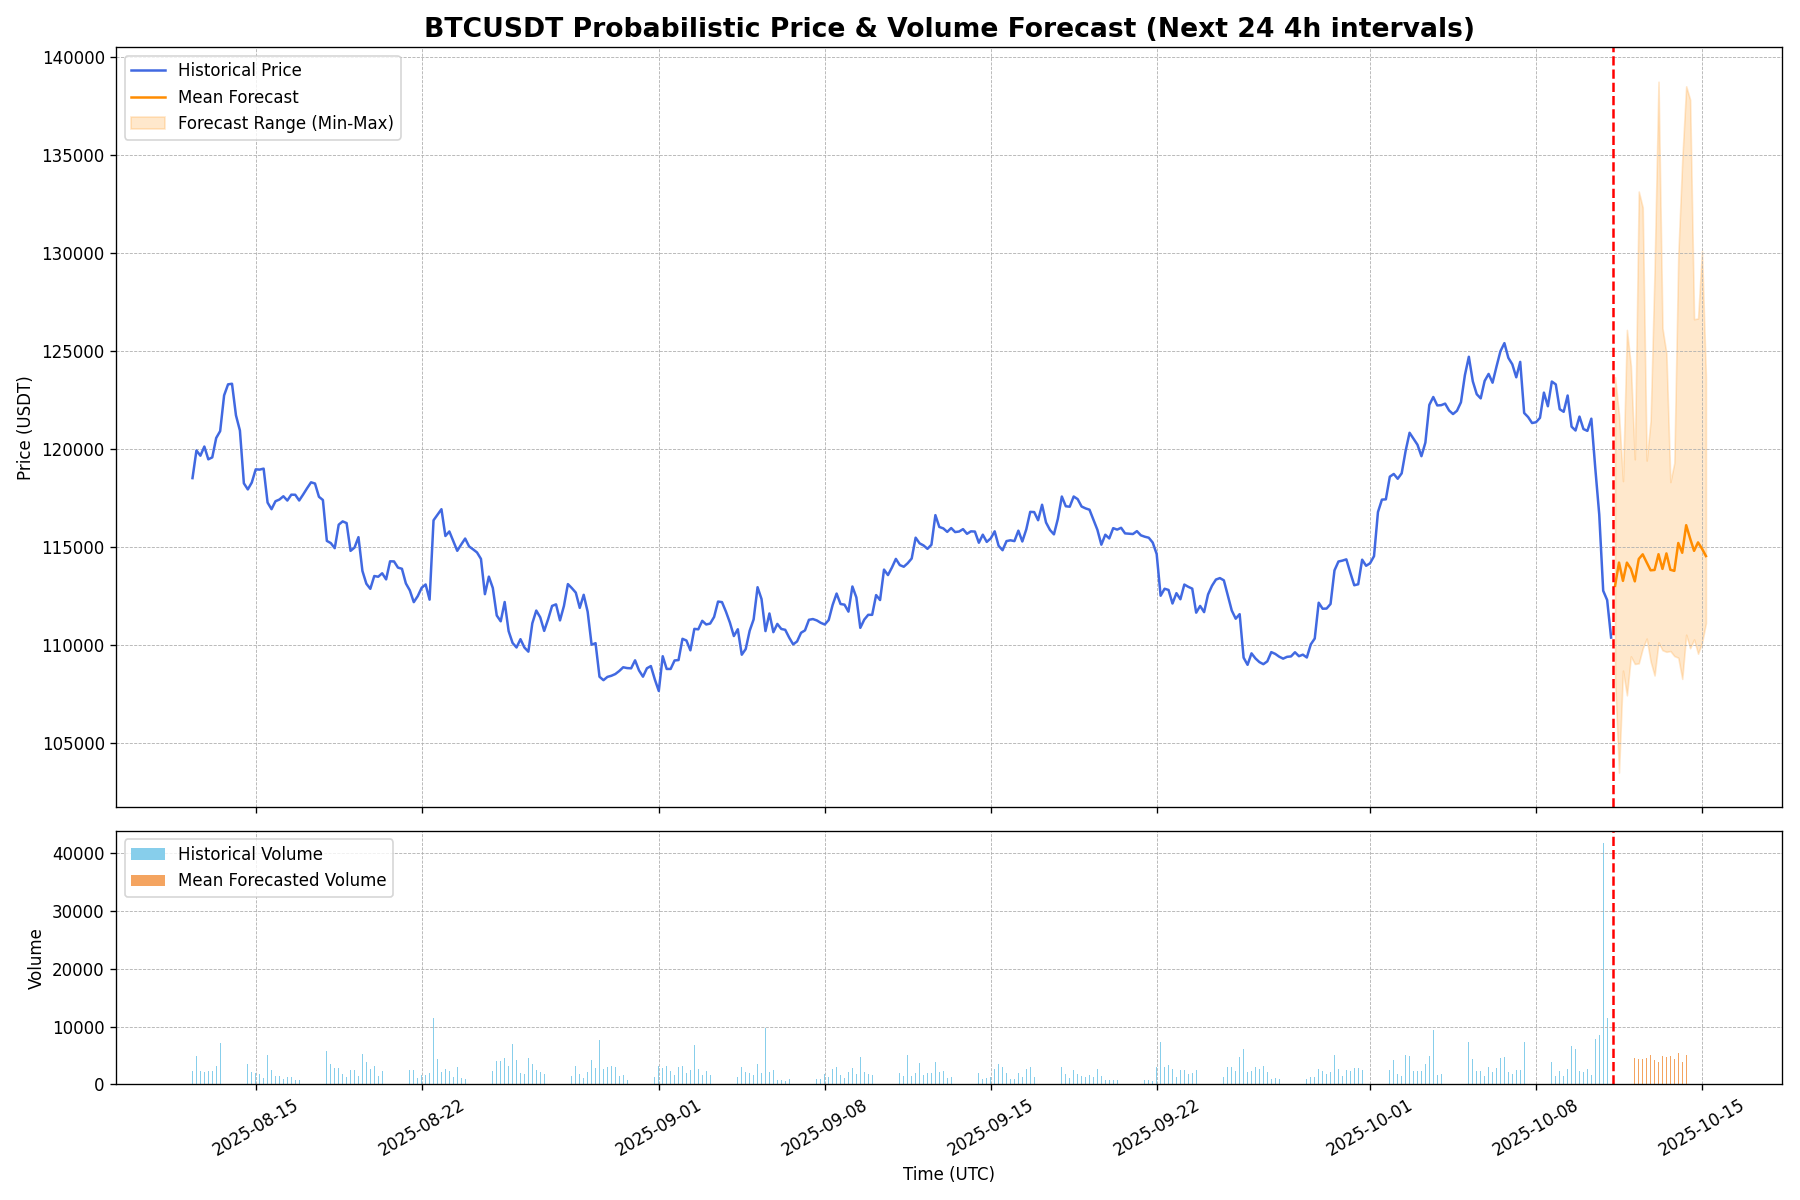 BTCUSDT Probabilistic Price & Volume Forecast (Next 24 4h intervals)
Historical Price
Mean Forecast
Forecast Range (Min-Max)
140000
135000
130000
125000
120000
115000
110000
105000
Price (USDT)
Historical Volume
Mean Forecasted Volume
40000
30000
20000
10000
0
Volume
2025-08-15
2025-08-22
2025-09-01
2025-09-08
2025-09-15
2025-09-22
2025-10-01
2025-10-08
2025-10-15
Time (UTC)